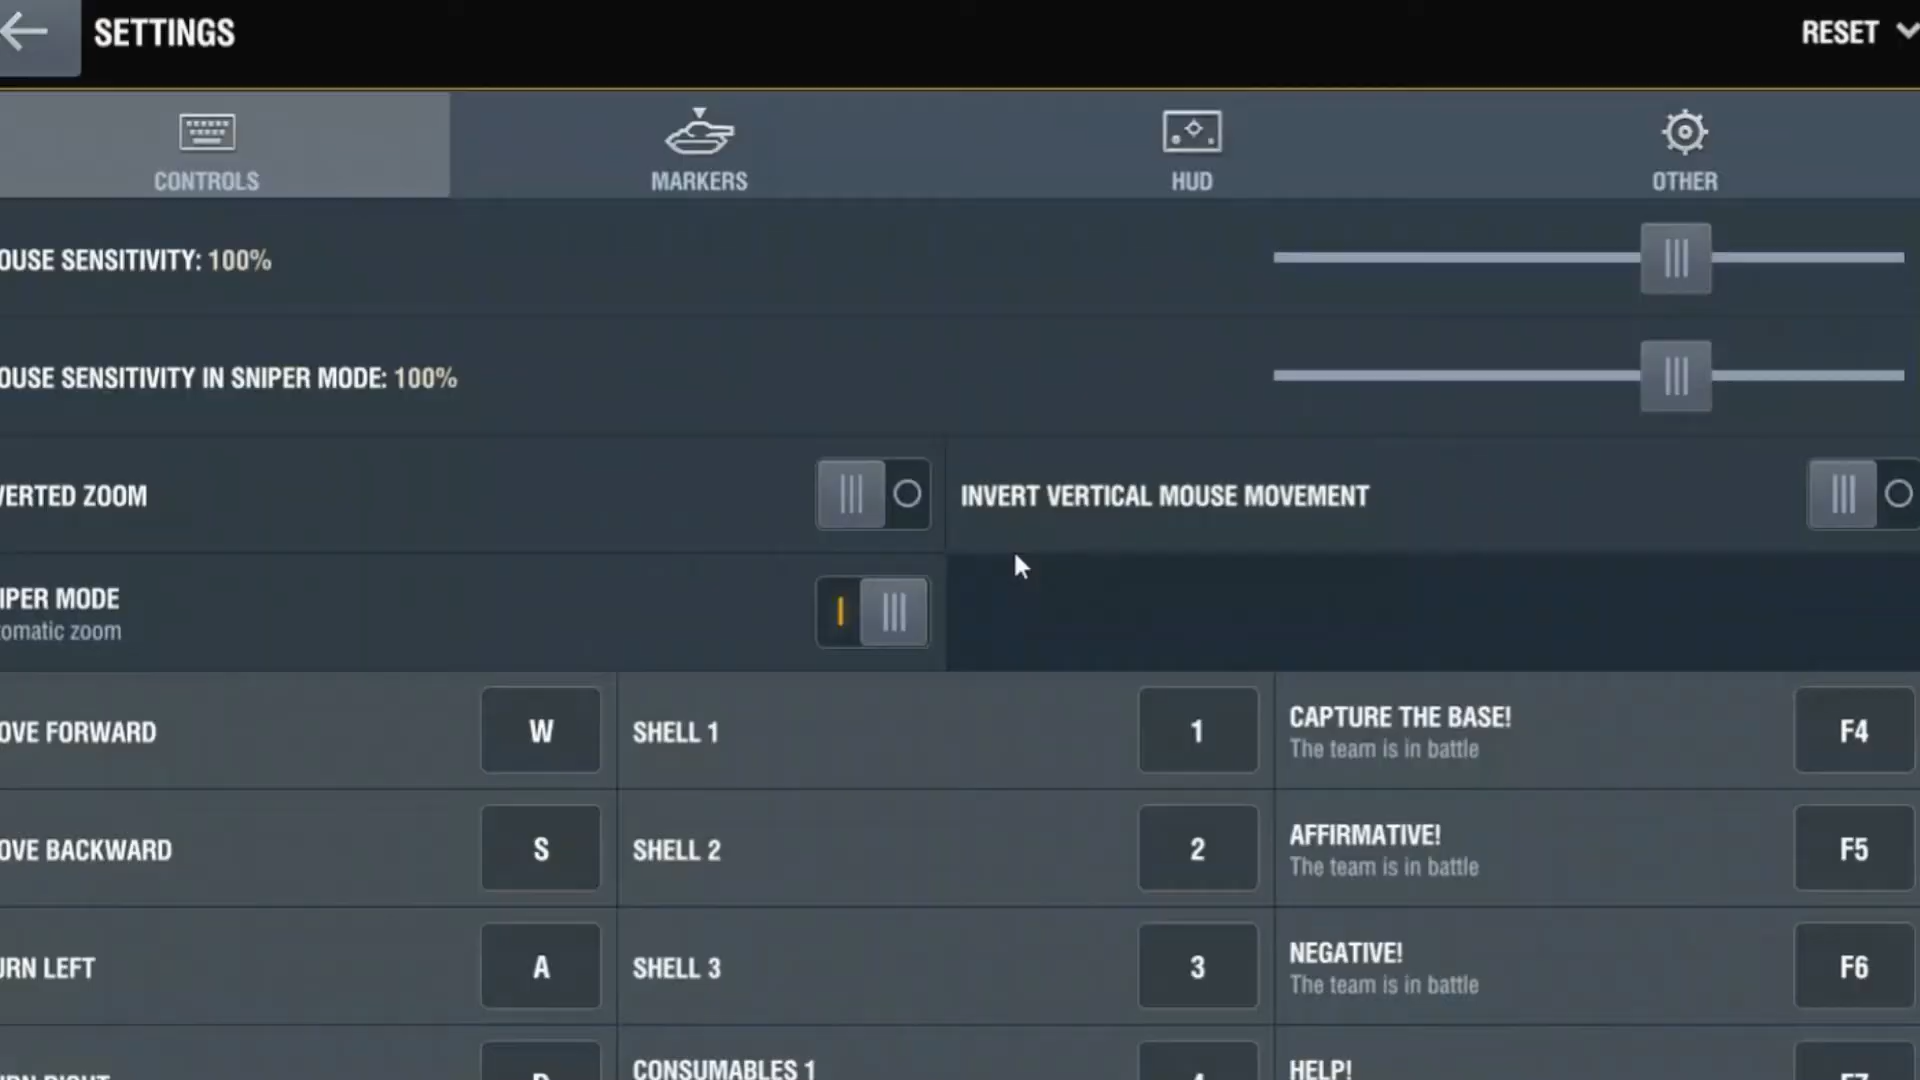 SETTINGS
RESET
CONTROLS
MARKERS
HUD
OTHER
OUSE SENSITIVITY: 100%
OUSE SENSITIVITY IN SNIPER MODE: 100%
VERTED ZOOM
INVERT VERTICAL MOUSE MOVEMENT
IPER MODE
omatic zoom
OVE FORWARD
W
SHELL 1
1
CAPTURE THE BASE!
The team is in battle
F4
OVE BACKWARD
S
SHELL 2
2
AFFIRMATIVE!
The team is in battle
F5
URN LEFT
A
SHELL 3
3
NEGATIVE!
The team is in battle
F6
CONSUMABLES 1
HELP!